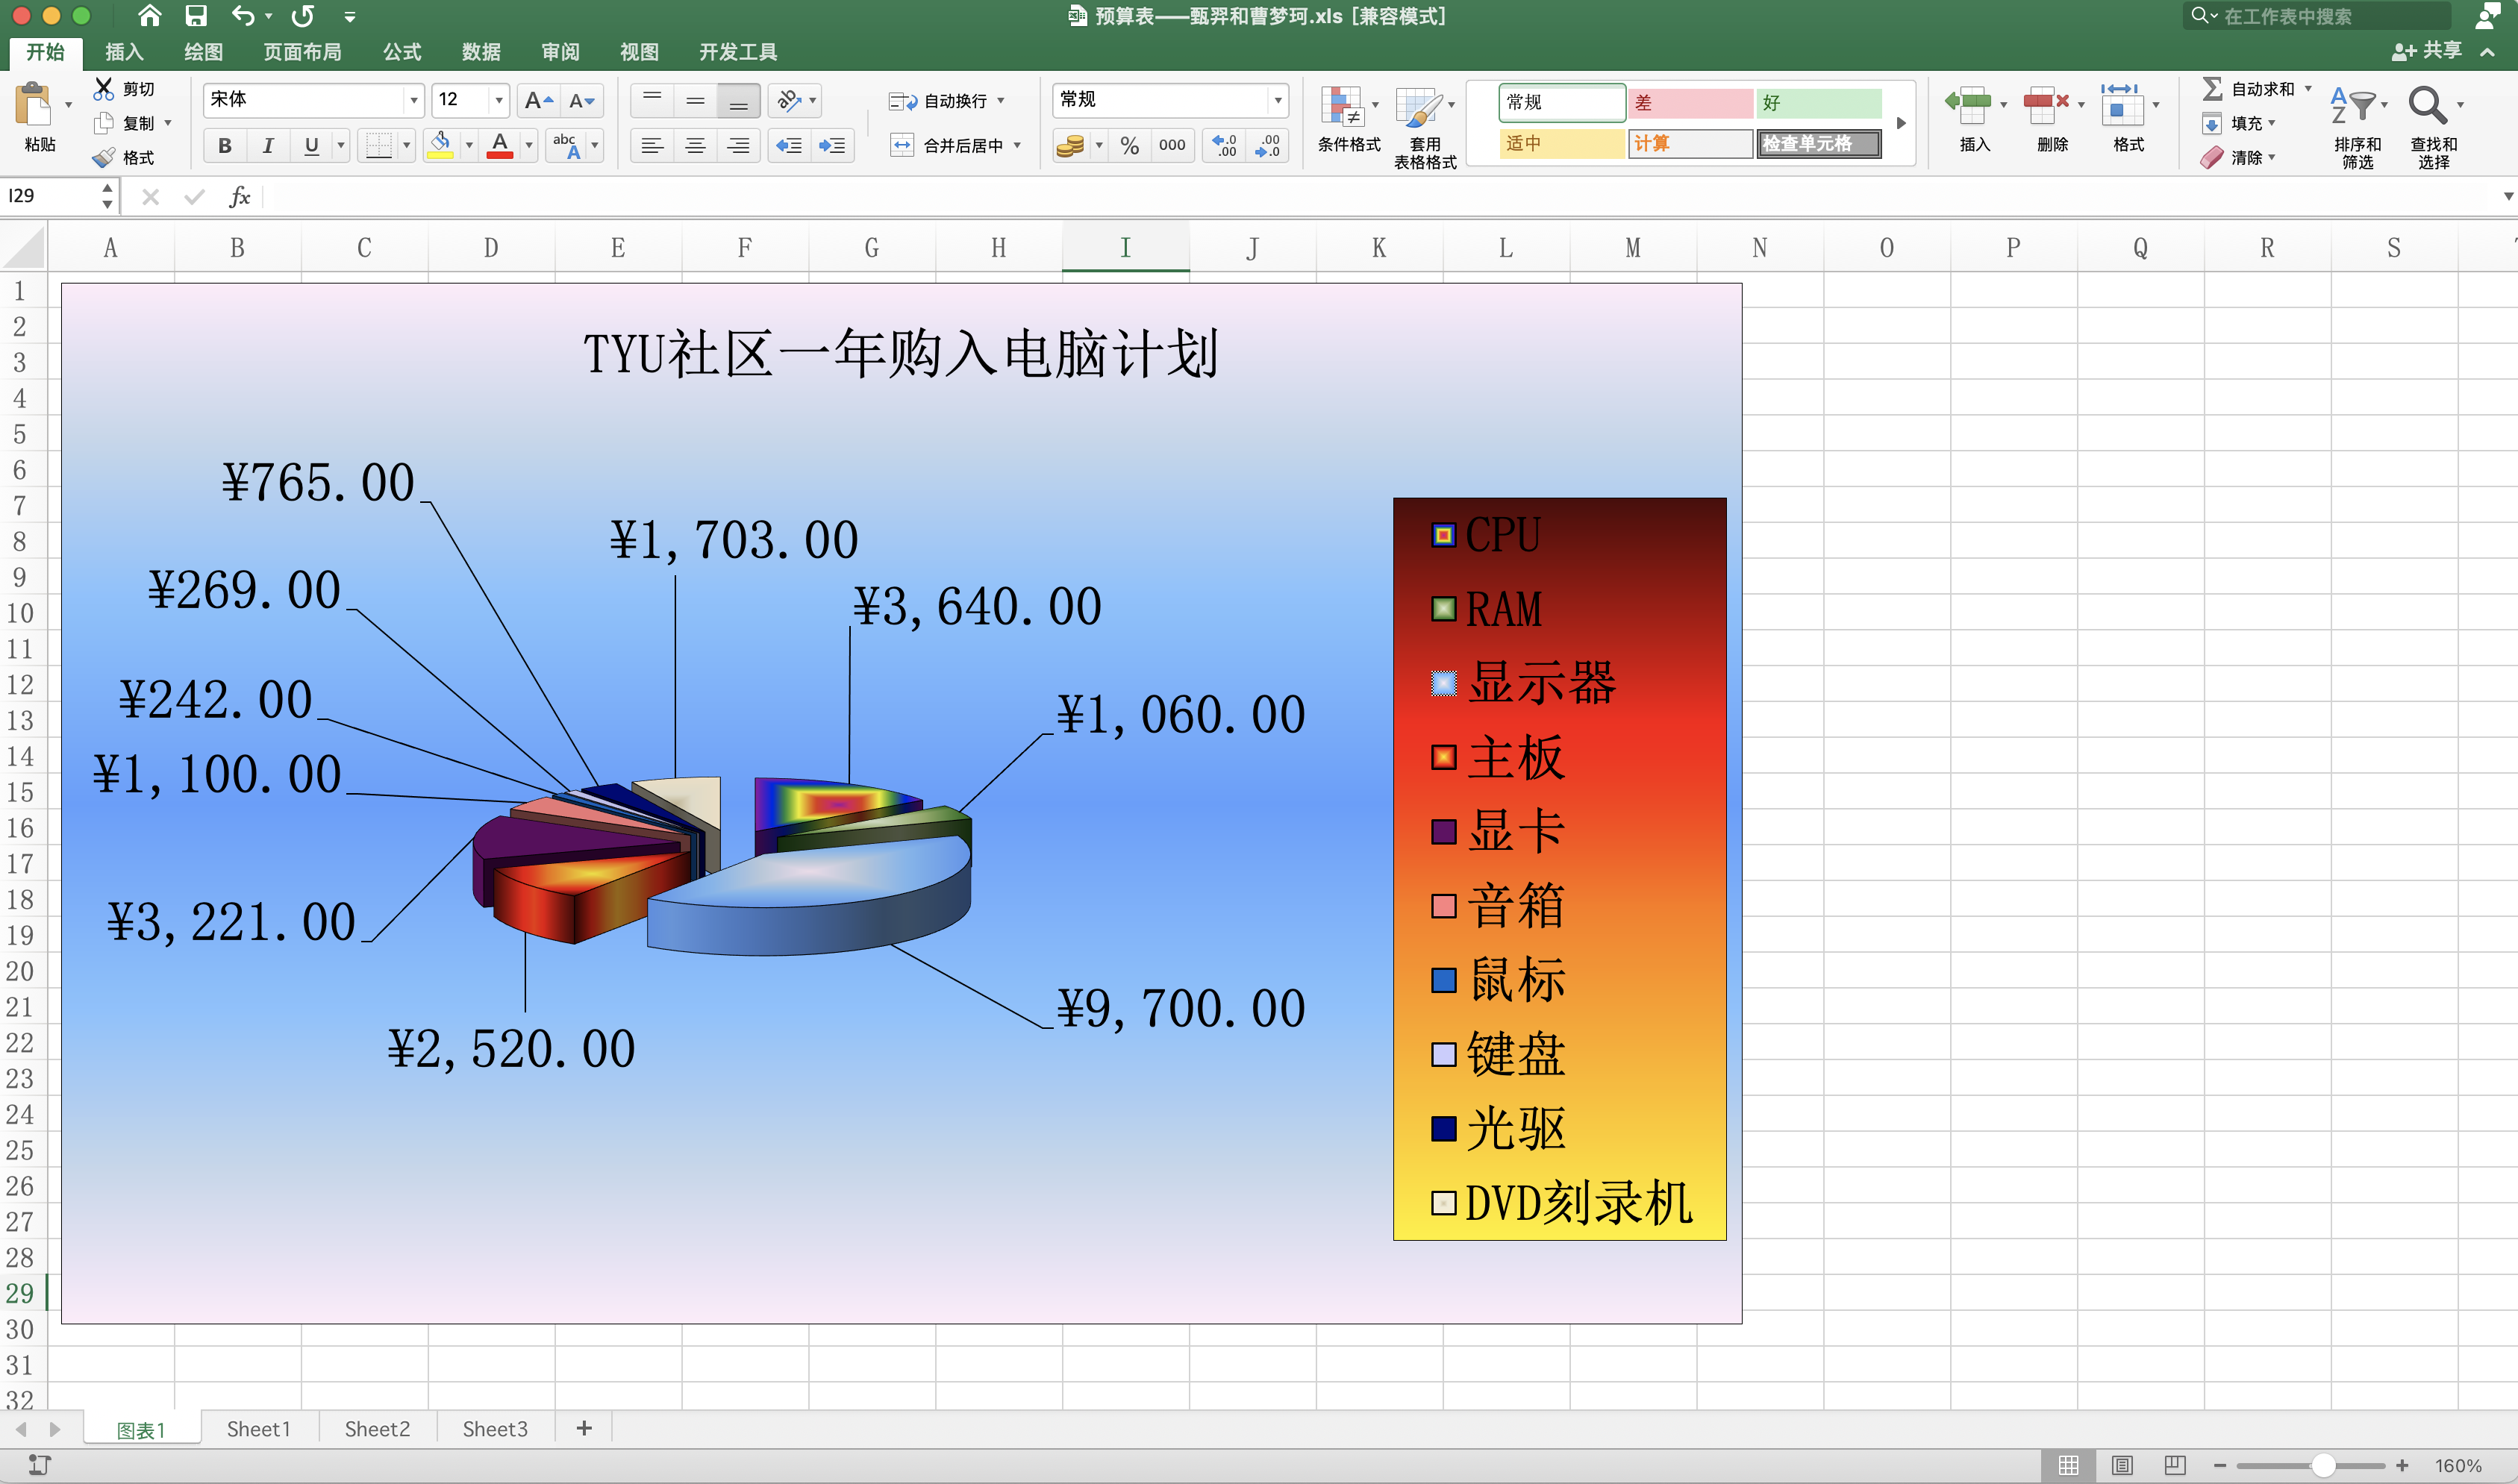 预算表——甄羿和曹梦珂.xls [兼容模式]
在工作表中搜索
开始 插入 绘图 页面布局 公式 数据 审阅 视图 开发工具
共享
粘贴
剪切
复制
格式
宋体 12
B I U
abc A
自动换行
合并后居中
常规
% 000 .0 .00 .00 .0
条件格式
套用
表格格式
常规 差 好
适中 计算 检查单元格
插入 删除 格式
自动求和
填充
清除
排序和
筛选
查找和
选择
I29
fx
A B C D E F G H I J K L M N O P Q R S
1
2
3
4
5
6
7
8
9
10
11
12
13
14
15
16
17
18
19
20
21
22
23
24
25
26
27
28
29
30
31
32
TYU社区一年购入电脑计划
¥765.00
¥1,703.00
¥269.00
¥3,640.00
¥242.00
¥1,060.00
¥1,100.00
¥3,221.00
¥9,700.00
¥2,520.00
CPU
RAM
显示器
主板
显卡
音箱
鼠标
键盘
光驱
DVD刻录机
图表1 Sheet1 Sheet2 Sheet3 +
160%